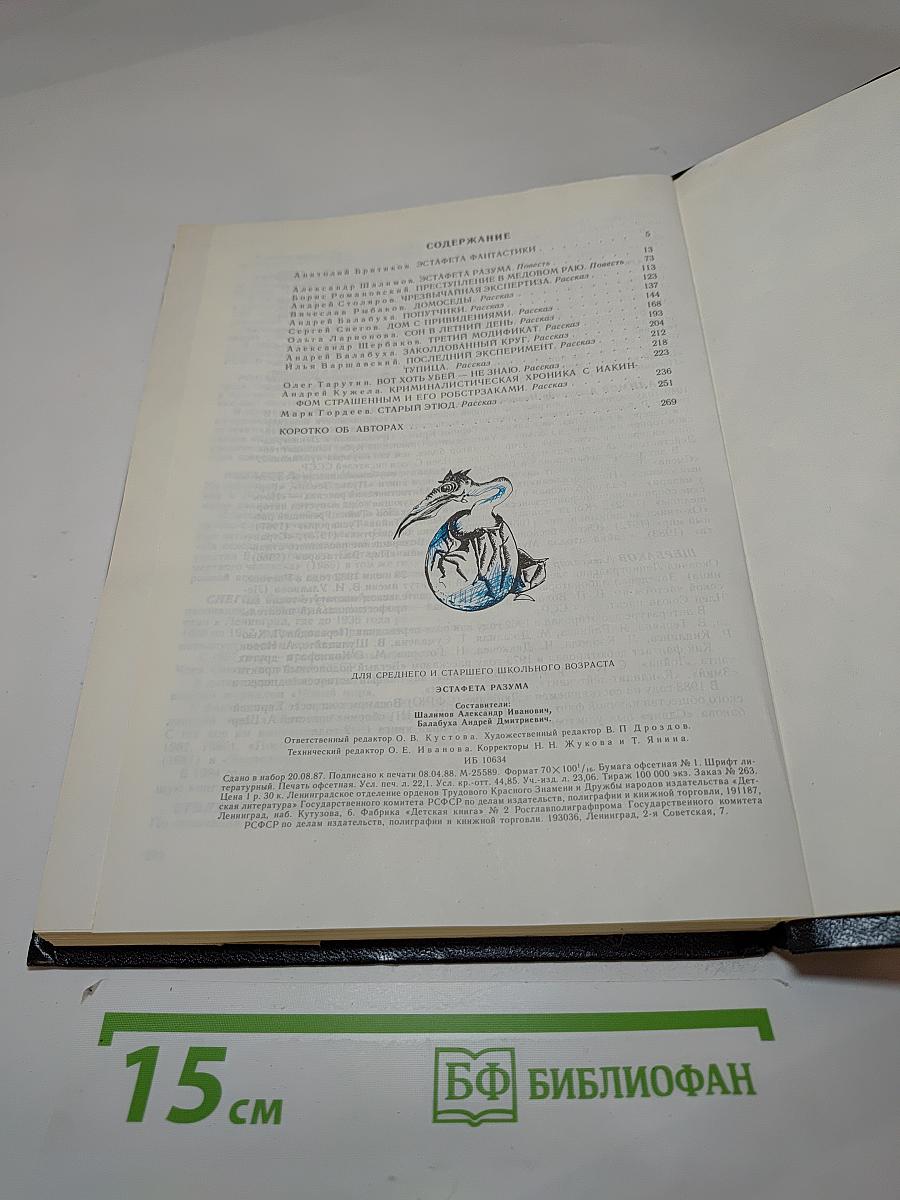 СОДЕРЖАНИЕ
Анатолий Бритиков. ЭСТАФЕТА ФАНТАСТИКИ . . . 5
Александр Шалимов. ЭСТАФЕТА РАЗУМА. Повесть . . . 13
Борис Романовский. ПРЕСТУПЛЕНИЕ В МЕДОВОМ РАЮ. Повесть . 73
Андрей Столяров. ЧРЕЗВЫЧАЙНАЯ ЭКСПЕРТИЗА. Рассказ . . . 113
Вячеслав Рыбаков. ДОМОСЕДЫ. Рассказ . . . 123
Андрей Балабуха. ПОПУТЧИКИ. Рассказ . . . 137
Сергей Снегов. ДОМ С ПРИВИДЕНИЯМИ. Рассказ . . . 144
Ольга Ларионова. СОН В ЛЕТНИЙ ДЕНЬ. Рассказ . . . 168
Александр Щербаков. ТРЕТИЙ МОДИФИКАТ. Рассказ . . . 193
Андрей Балабуха. ЗАКОЛДОВАННЫЙ КРУГ. Рассказ . . . 204
Илья Варшавский. ПОСЛЕДНИЙ ЭКСПЕРИМЕНТ. Рассказ . . . 212
ТУПИЦА. Рассказ . . . 218
Олег Тарутин. ВОТ ХОТЬ УБЕЙ — НЕ ЗНАЮ. Рассказ . . . 223
Андрей Кужела. КРИМИНАЛИСТИЧЕСКАЯ ХРОНИКА С ИАКИН-
ФОМ СТРАШЕННЫМ И ЕГО РОБСТРЗАКАМИ. Рассказ . . . 236
Марк Гордеев. СТАРЫЙ ЭТЮД. Рассказ . . . 251
КОРОТКО ОБ АВТОРАХ . . . 269
ДЛЯ СРЕДНЕГО И СТАРШЕГО ШКОЛЬНОГО ВОЗРАСТА
ЭСТАФЕТА РАЗУМА
Составители:
Шалимов Александр Иванович,
Балабуха Андрей Дмитриевич.
Ответственный редактор О. В. Кустова. Художественный редактор В. П Дроздов.
Технический редактор О. Е. Иванова. Корректоры Н. Н. Жукова и Т. Янина.
ИБ 10634
Сдано в набор 20.08.87. Подписано к печати 08.04.88. М-25589. Формат 70×100¹/₁₆. Бумага офсетная № 1. Шрифт ли-
тературный. Печать офсетная. Усл. печ. л. 22,1. Усл. кр.-отт. 44,85. Уч.-изд. л. 23,06. Тираж 100 000 экз. Заказ № 263.
Цена 1 р. 30 к. Ленинградское отделение орденов Трудового Красного Знамени и Дружбы народов издательства «Дет-
ская литература» Государственного комитета РСФСР по делам издательств, полиграфии и книжной торговли, 191187,
Ленинград, наб. Кутузова, 6. Фабрика «Детская книга» № 2 Росглавполиграфпрома Государственного комитета
РСФСР по делам издательств, полиграфии и книжной торговли. 193036, Ленинград, 2-я Советская, 7.
15 см
БФ БИБЛИОФАН